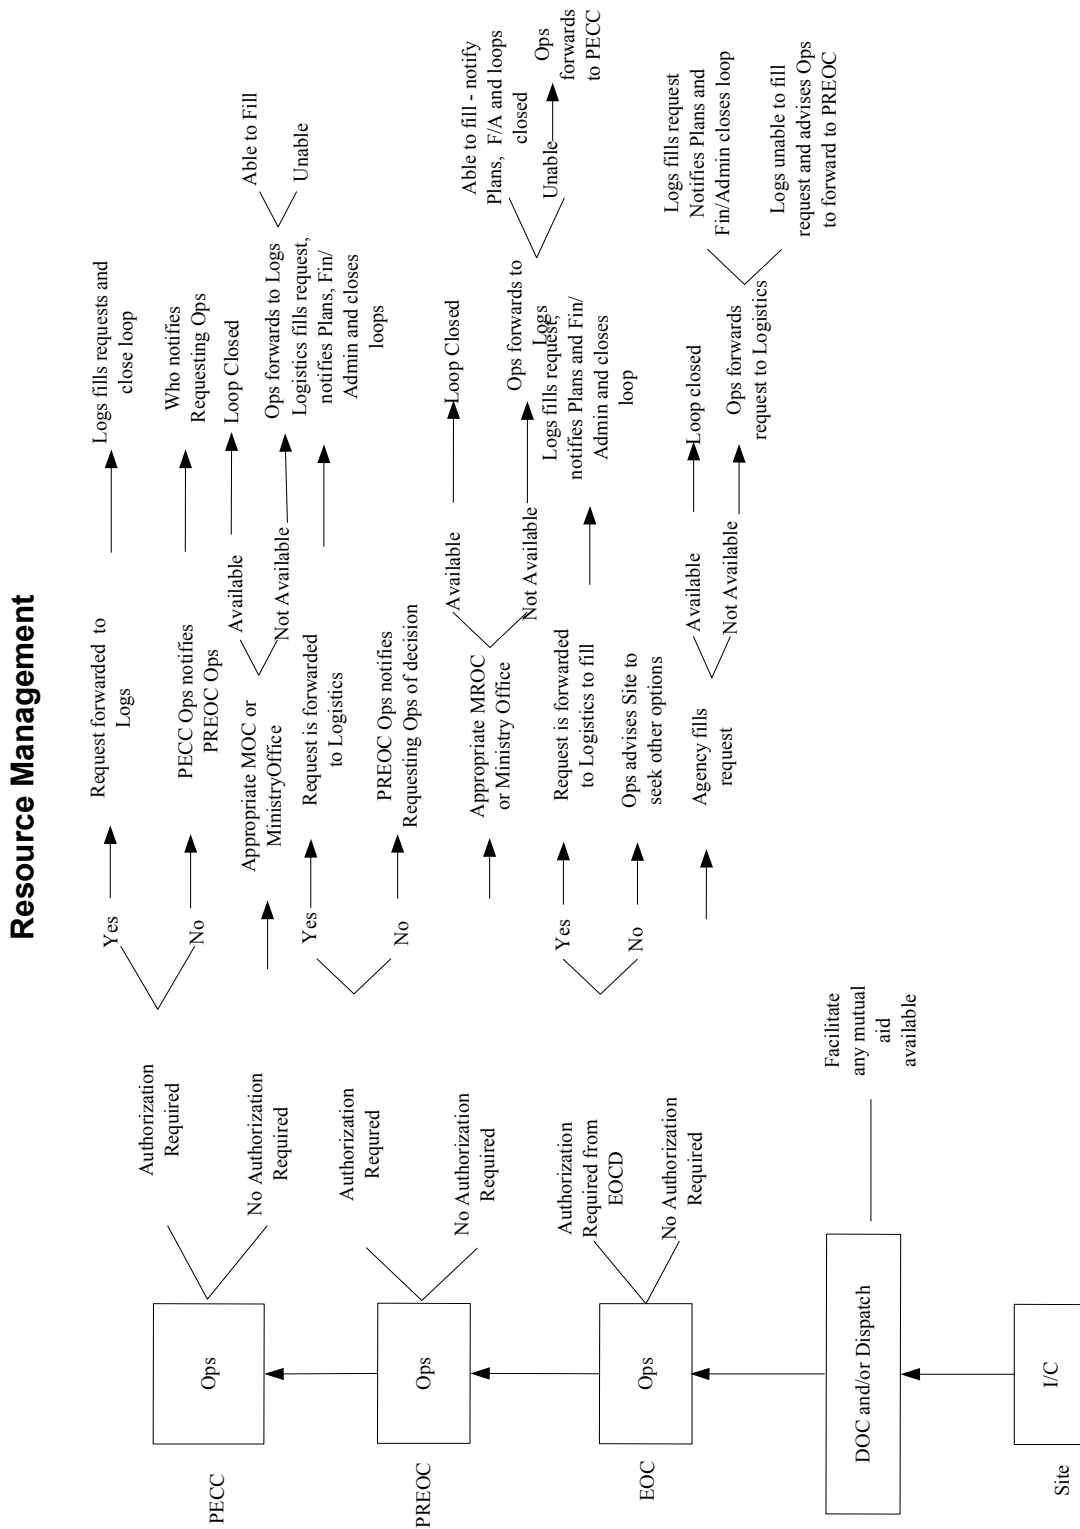 Resource Management
PECC
Ops
Authorization
Required
Yes
Request forwarded to
Logs
Logs fills requests and
close loop
No
PECC Ops notifies
PREOC Ops
Who notifies
Requesting Ops
No Authorization
Required
Appropriate MOC or
MinistryOffice
Available
Loop Closed
Not Available
Ops forwards to Logs
Able to Fill
Unable
PREOC
Ops
Authorization
Requred
Yes
Request is forwarded
to Logistics
Logistics fills request,
notifies Plans, Fin/
Admin and closes
loops
No
PREOC Ops notifies
Requesting Ops of decision
No Authorization
Required
Appropriate MROC
or Ministry Office
Available
Loop Closed
Not Available
Ops forwards to
Logs
Able to fill - notify
Plans, F/A and loops
closed
Unable
Ops
forwards
to PECC
EOC
Ops
Authorization
Required from
EOCD
Yes
Request is forwarded
to Logistics to fill
Logs fills request,
notifies Plans and Fin/
Admin and closes
loop
No
Ops advises Site to
seek other options
No Authorization
Required
Agency fills
request
Available
Loop closed
Not Available
Ops forwards
request to Logistics
Logs fills request
Notifies Plans and
Fin/Admin closes loop
Logs unable to fill
request and advises Ops
to forward to PREOC
DOC and/or Dispatch
Facilitate
any mutual
aid
available
Site
I/C